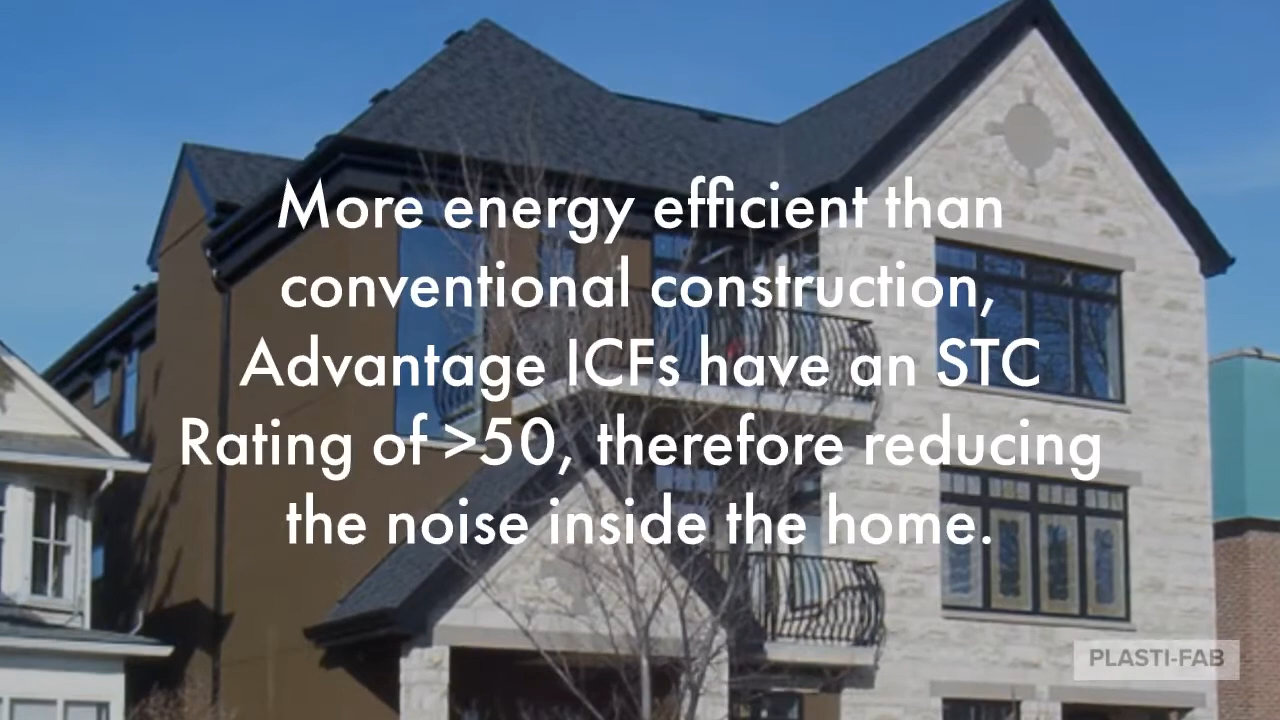 More energy efficient than
conventional construction,
Advantage ICFs have an STC
Rating of >50, therefore reducing
the noise inside the home.
PLASTI-FAB